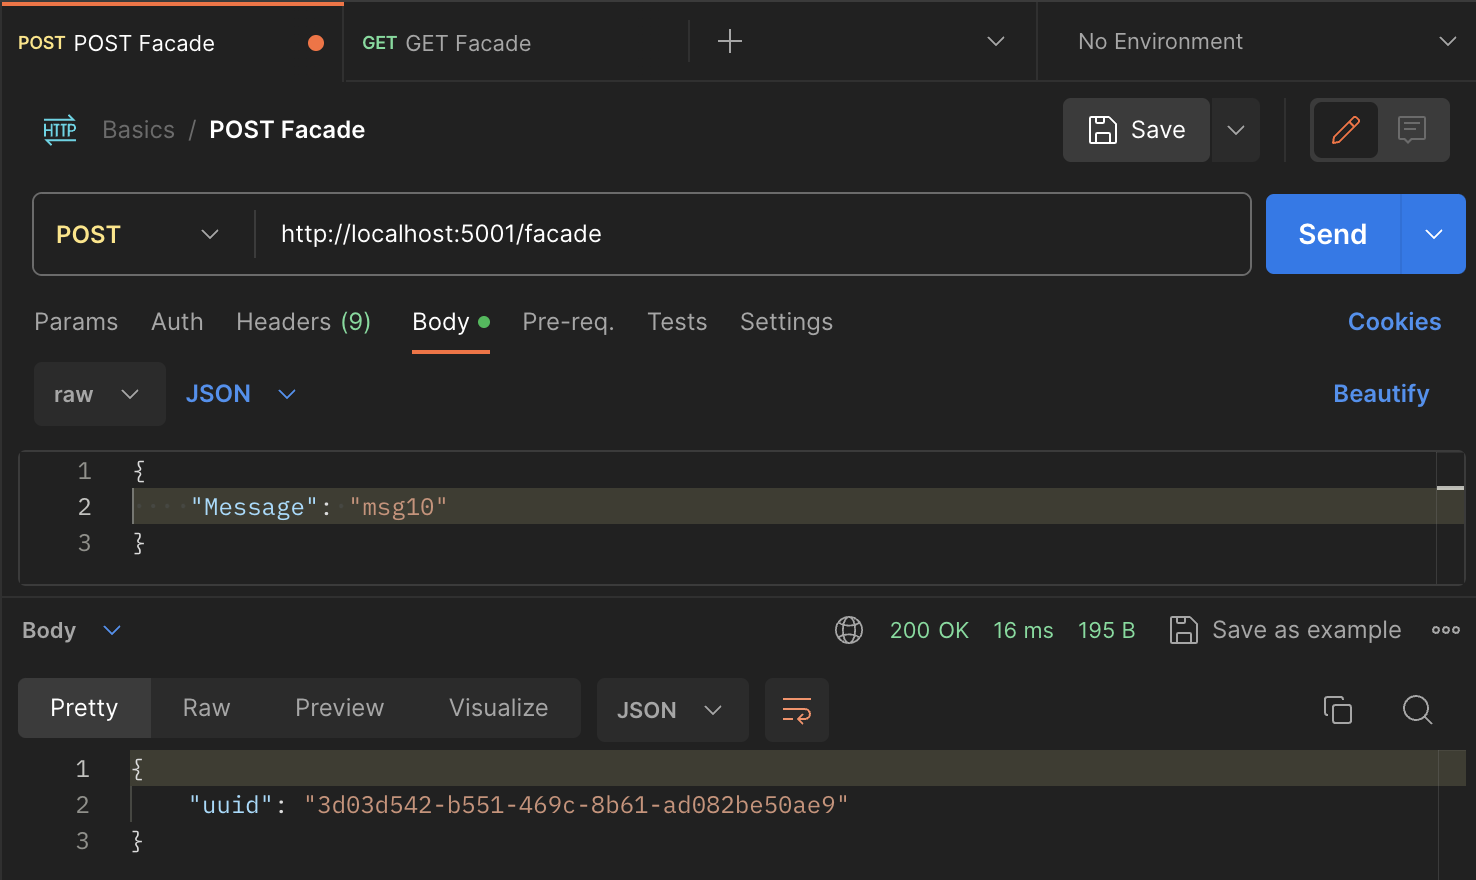 POST POST Facade GET GET Facade No Environment
HTTP Basics / POST Facade Save
POST http://localhost:5001/facade Send
Params Auth Headers (9) Body Pre-req. Tests Settings Cookies
raw JSON Beautify
1 {
2 "Message": "msg10"
3 }
Body 200 OK 16 ms 195 B Save as example
Pretty Raw Preview Visualize JSON
1 {
2 "uuid": "3d03d542-b551-469c-8b61-ad082be50ae9"
3 }